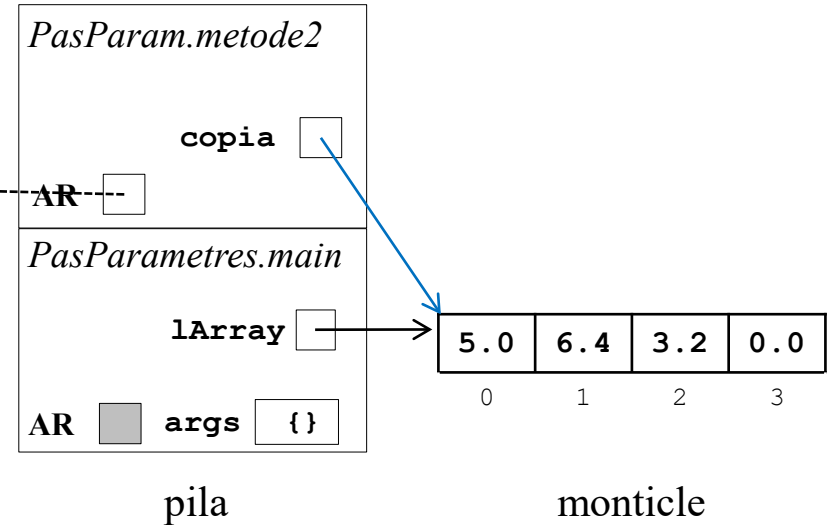 PasParam.metode2
copia
AR
PasParametres.main
lArray
5.0 6.4 3.2 0.0
0 1 2 3
AR args {}
pila monticle